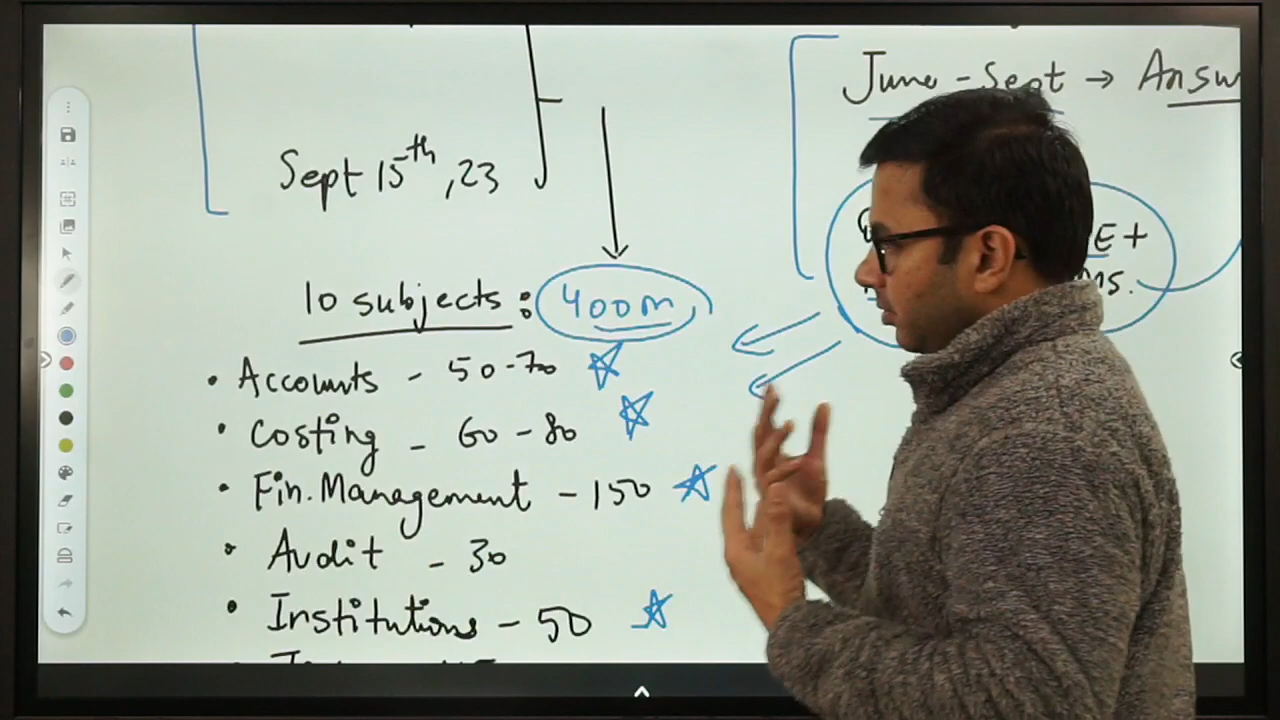 June - Sept → Answ
Sept 15th, 23
E +
ms.
10 subjects : 400m
• Accounts - 50-70
• Costing - 60-80
• Fin. Management - 150
• Audit - 30
• Institutions - 50